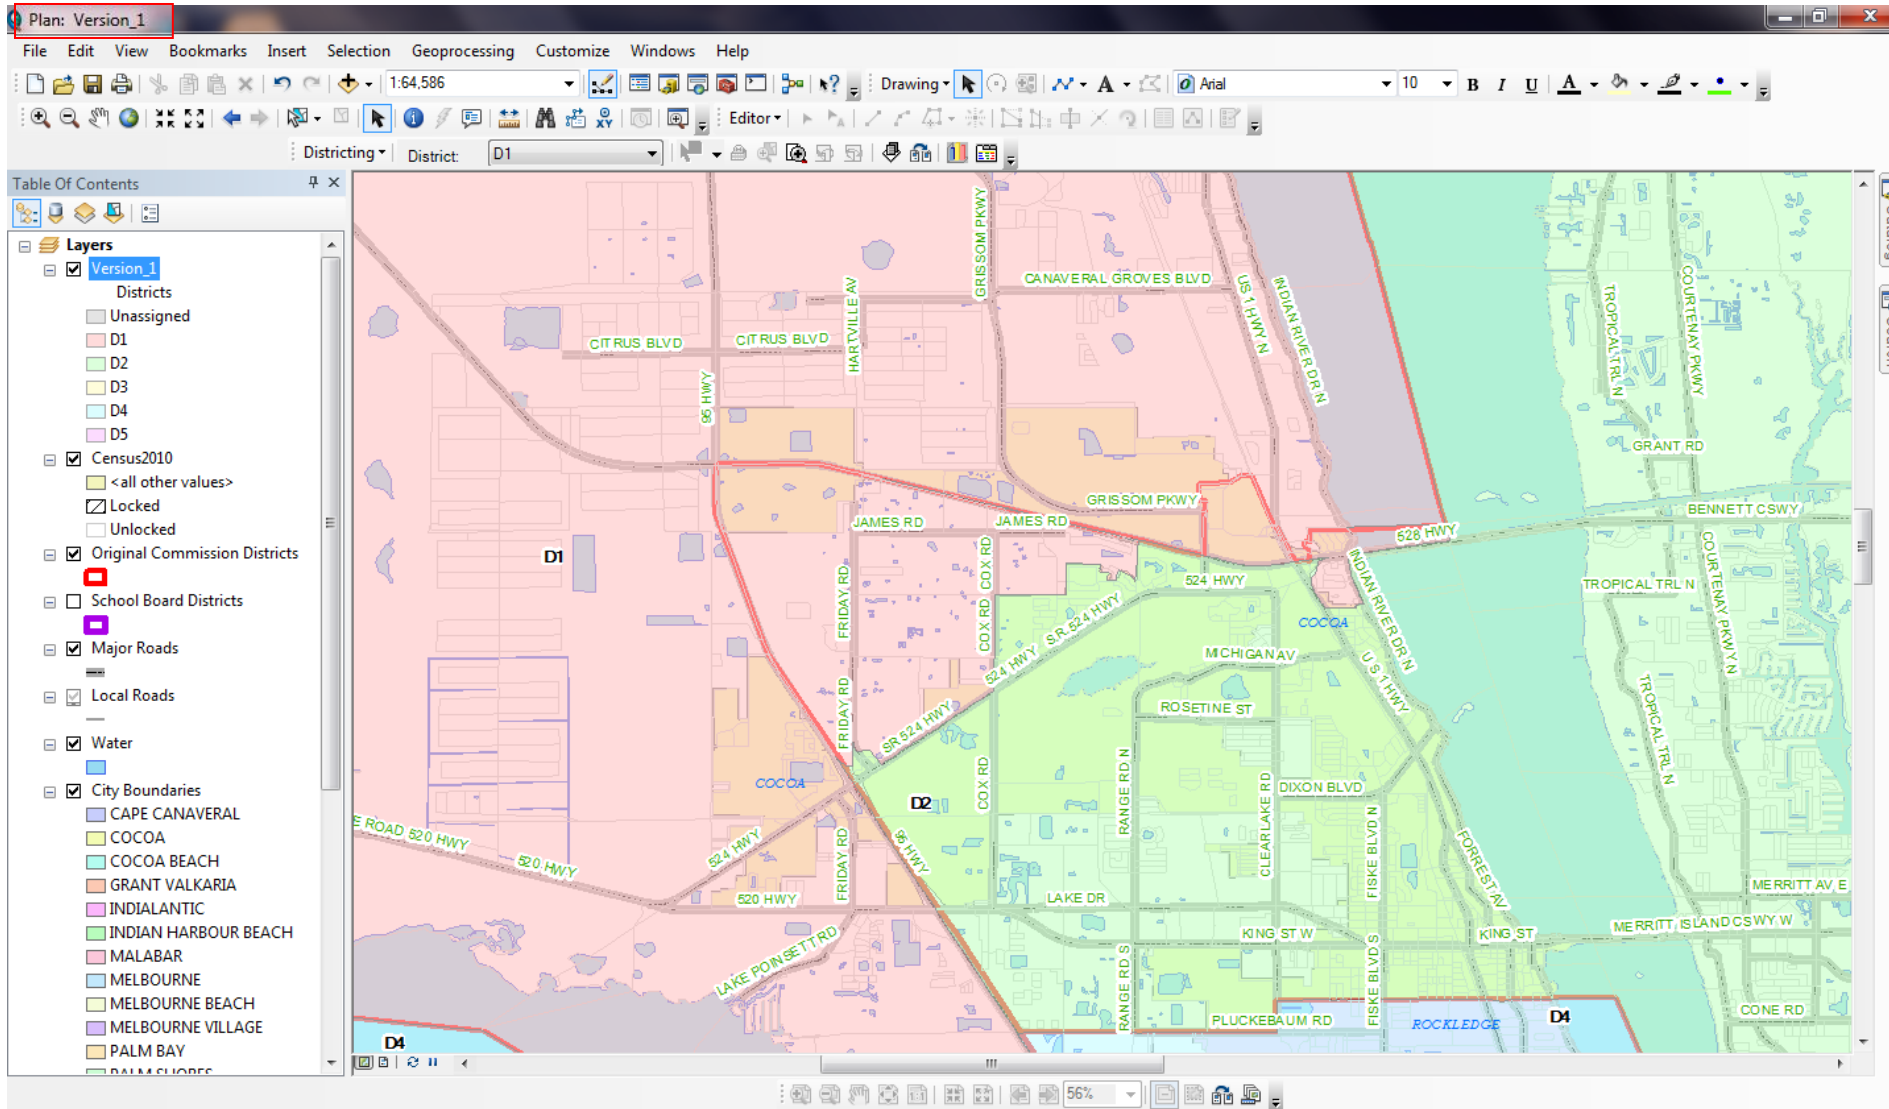 Plan: Version_1
File Edit View Bookmarks Insert Selection Geoprocessing Customize Windows Help
1:64,586 Drawing A Arial 10 B I U A
Editor
Districting District: D1
Table Of Contents
Layers
Version_1
Districts
Unassigned
D1
D2
D3
D4
D5
Census2010
<all other values>
Locked
Unlocked
Original Commission Districts
School Board Districts
Major Roads
Local Roads
Water
City Boundaries
CAPE CANAVERAL
COCOA
COCOA BEACH
GRANT VALKARIA
INDIALANTIC
INDIAN HARBOUR BEACH
MALABAR
MELBOURNE
MELBOURNE BEACH
MELBOURNE VILLAGE
PALM BAY
PALM SHORES
GRISSOM PKWY
CANAVERAL GROVES BLVD
US 1 HWY N
INDIAN RIVER DR N
HARTVILLE AV
CITRUS BLVD
CITRUS BLVD
95 HWY
TROPICAL TRL N
COURTENAY PKWY
GRANT RD
GRISSOM PKWY
BENNETT CSWY
JAMES RD
JAMES RD
528 HWY
D1
COX RD
FRIDAY RD
524 HWY
INDIAN RIVER DR N
COURTENAY PKWY N
TROPICAL TRL N
COX RD
S.R. 524 HWY
COCOA
524 HWY
MICHIGAN AV
U S 1 HWY
FRIDAY RD
SR 524 HWY
ROSETINE ST
TROPICAL TRL N
COCOA
D2
COX RD
RANGE RD N
CLEARLAKE RD
DIXON BLVD
FISKE BLVD N
E ROAD 520 HWY
520 HWY
524 HWY
FRIDAY RD
95 HWY
FORREST AV
520 HWY
LAKE DR
MERRITT AV E
MERRITT ISLAND CSWY W
LAKE POINSETT RD
KING ST W
KING ST
RANGE RD S
FISKE BLVD S
PLUCKEBAUM RD
ROCKLEDGE
D4
CONE RD
D4
56%